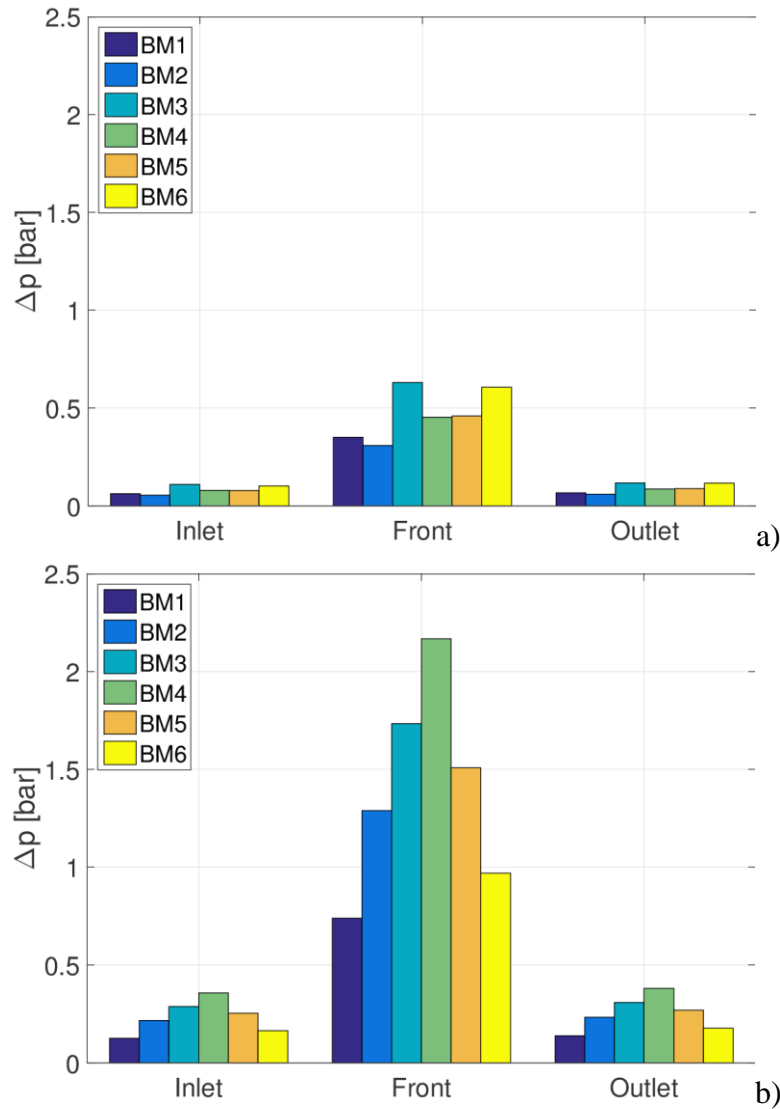 2.5
BM1
BM2
BM3
BM4
BM5
BM6
2
1.5
1
0.5
0
Δp [bar]
Inlet Front Outlet
a)
2.5
BM1
BM2
BM3
BM4
BM5
BM6
2
1.5
1
0.5
0
Δp [bar]
Inlet Front Outlet
b)